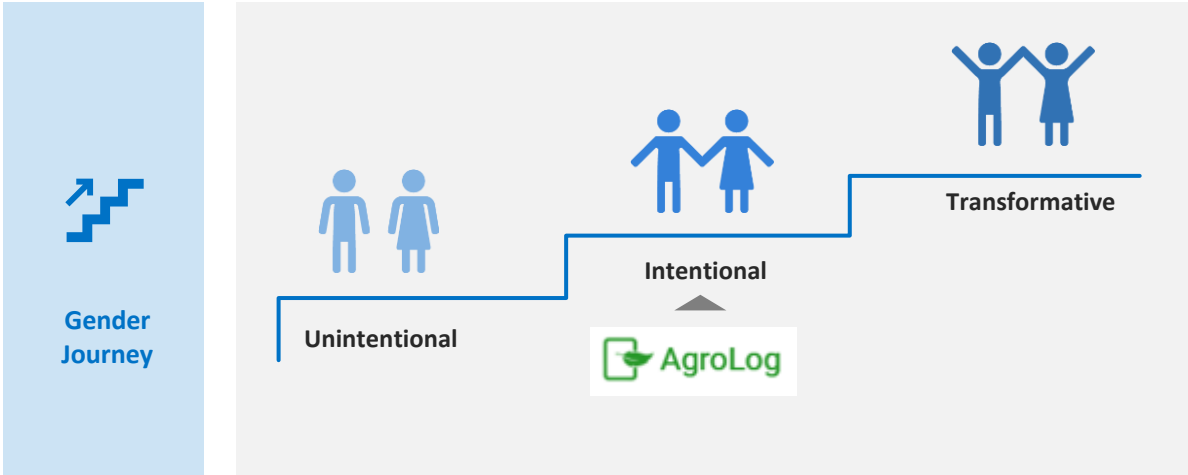 Gender
Journey
Unintentional
Intentional
AgroLog
Transformative